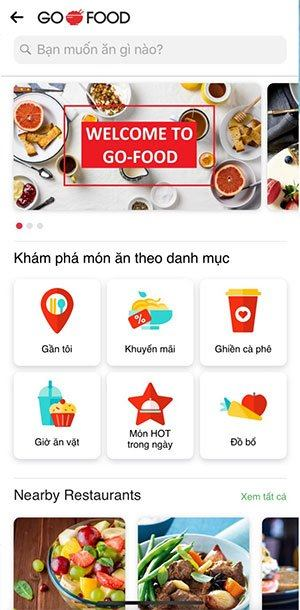 GO FOOD
Bạn muốn ăn gì nào?
WELCOME TO
GO-FOOD
Khám phá món ăn theo danh mục
Gần tôi
Khuyến mãi
Ghiền cà phê
Giờ ăn vặt
Món HOT
trong ngày
Đồ bổ
Nearby Restaurants
Xem tất cả